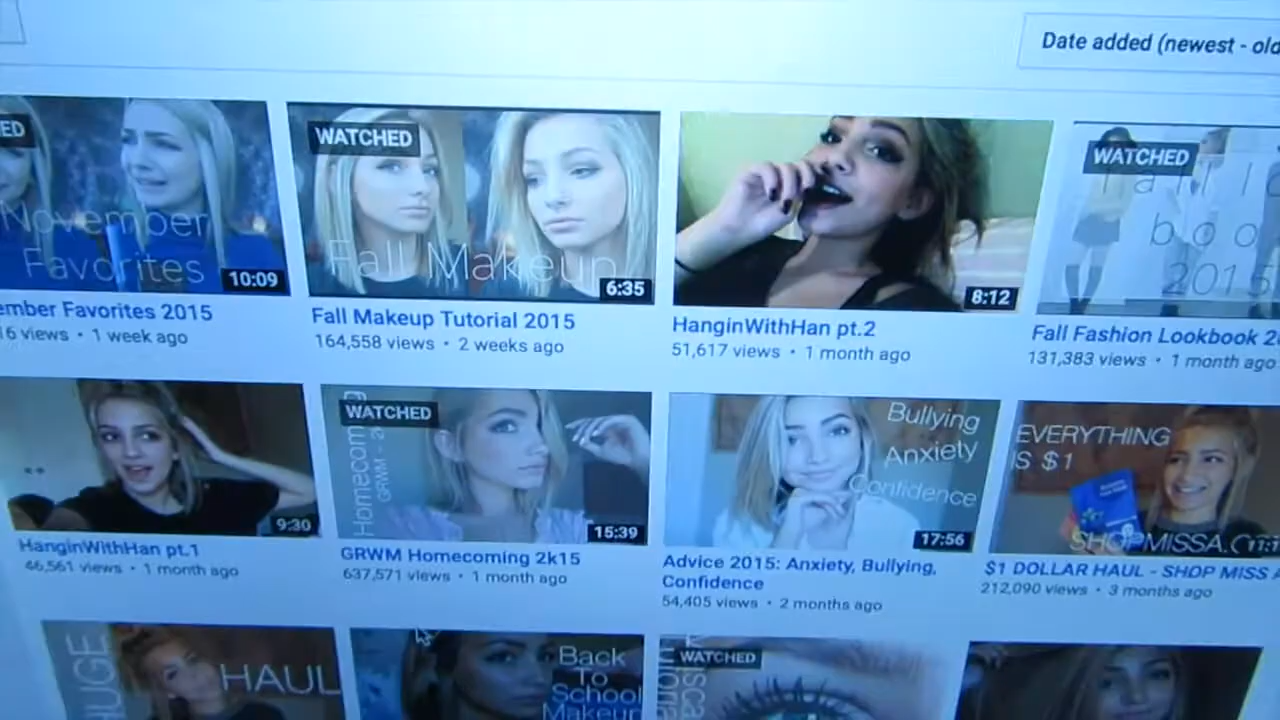 Date added (newest - old
ED
November
Favorites
10:09
WATCHED
Fall Makeup
6:35
8:12
WATCHED
2015
ember Favorites 2015
16 views • 1 week ago
Fall Makeup Tutorial 2015
164,558 views • 2 weeks ago
HanginWithHan pt.2
51,617 views • 1 month ago
Fall Fashion Lookbook 2
131,383 views • 1 month ago
9:30
WATCHED
Homecoming
GRWM - 2
15:39
Bullying
Anxiety
Confidence
17:56
EVERYTHING
IS $1
SHOPMISSA.C
HanginWithHan pt.1
46,561 views • 1 month ago
GRWM Homecoming 2k15
637,571 views • 1 month ago
Advice 2015: Anxiety, Bullying,
Confidence
54,405 views • 2 months ago
$1 DOLLAR HAUL - SHOP MISS A
212,090 views • 3 months ago
HUGE
HAUL
Back
To
School
Makeup
WATCHED